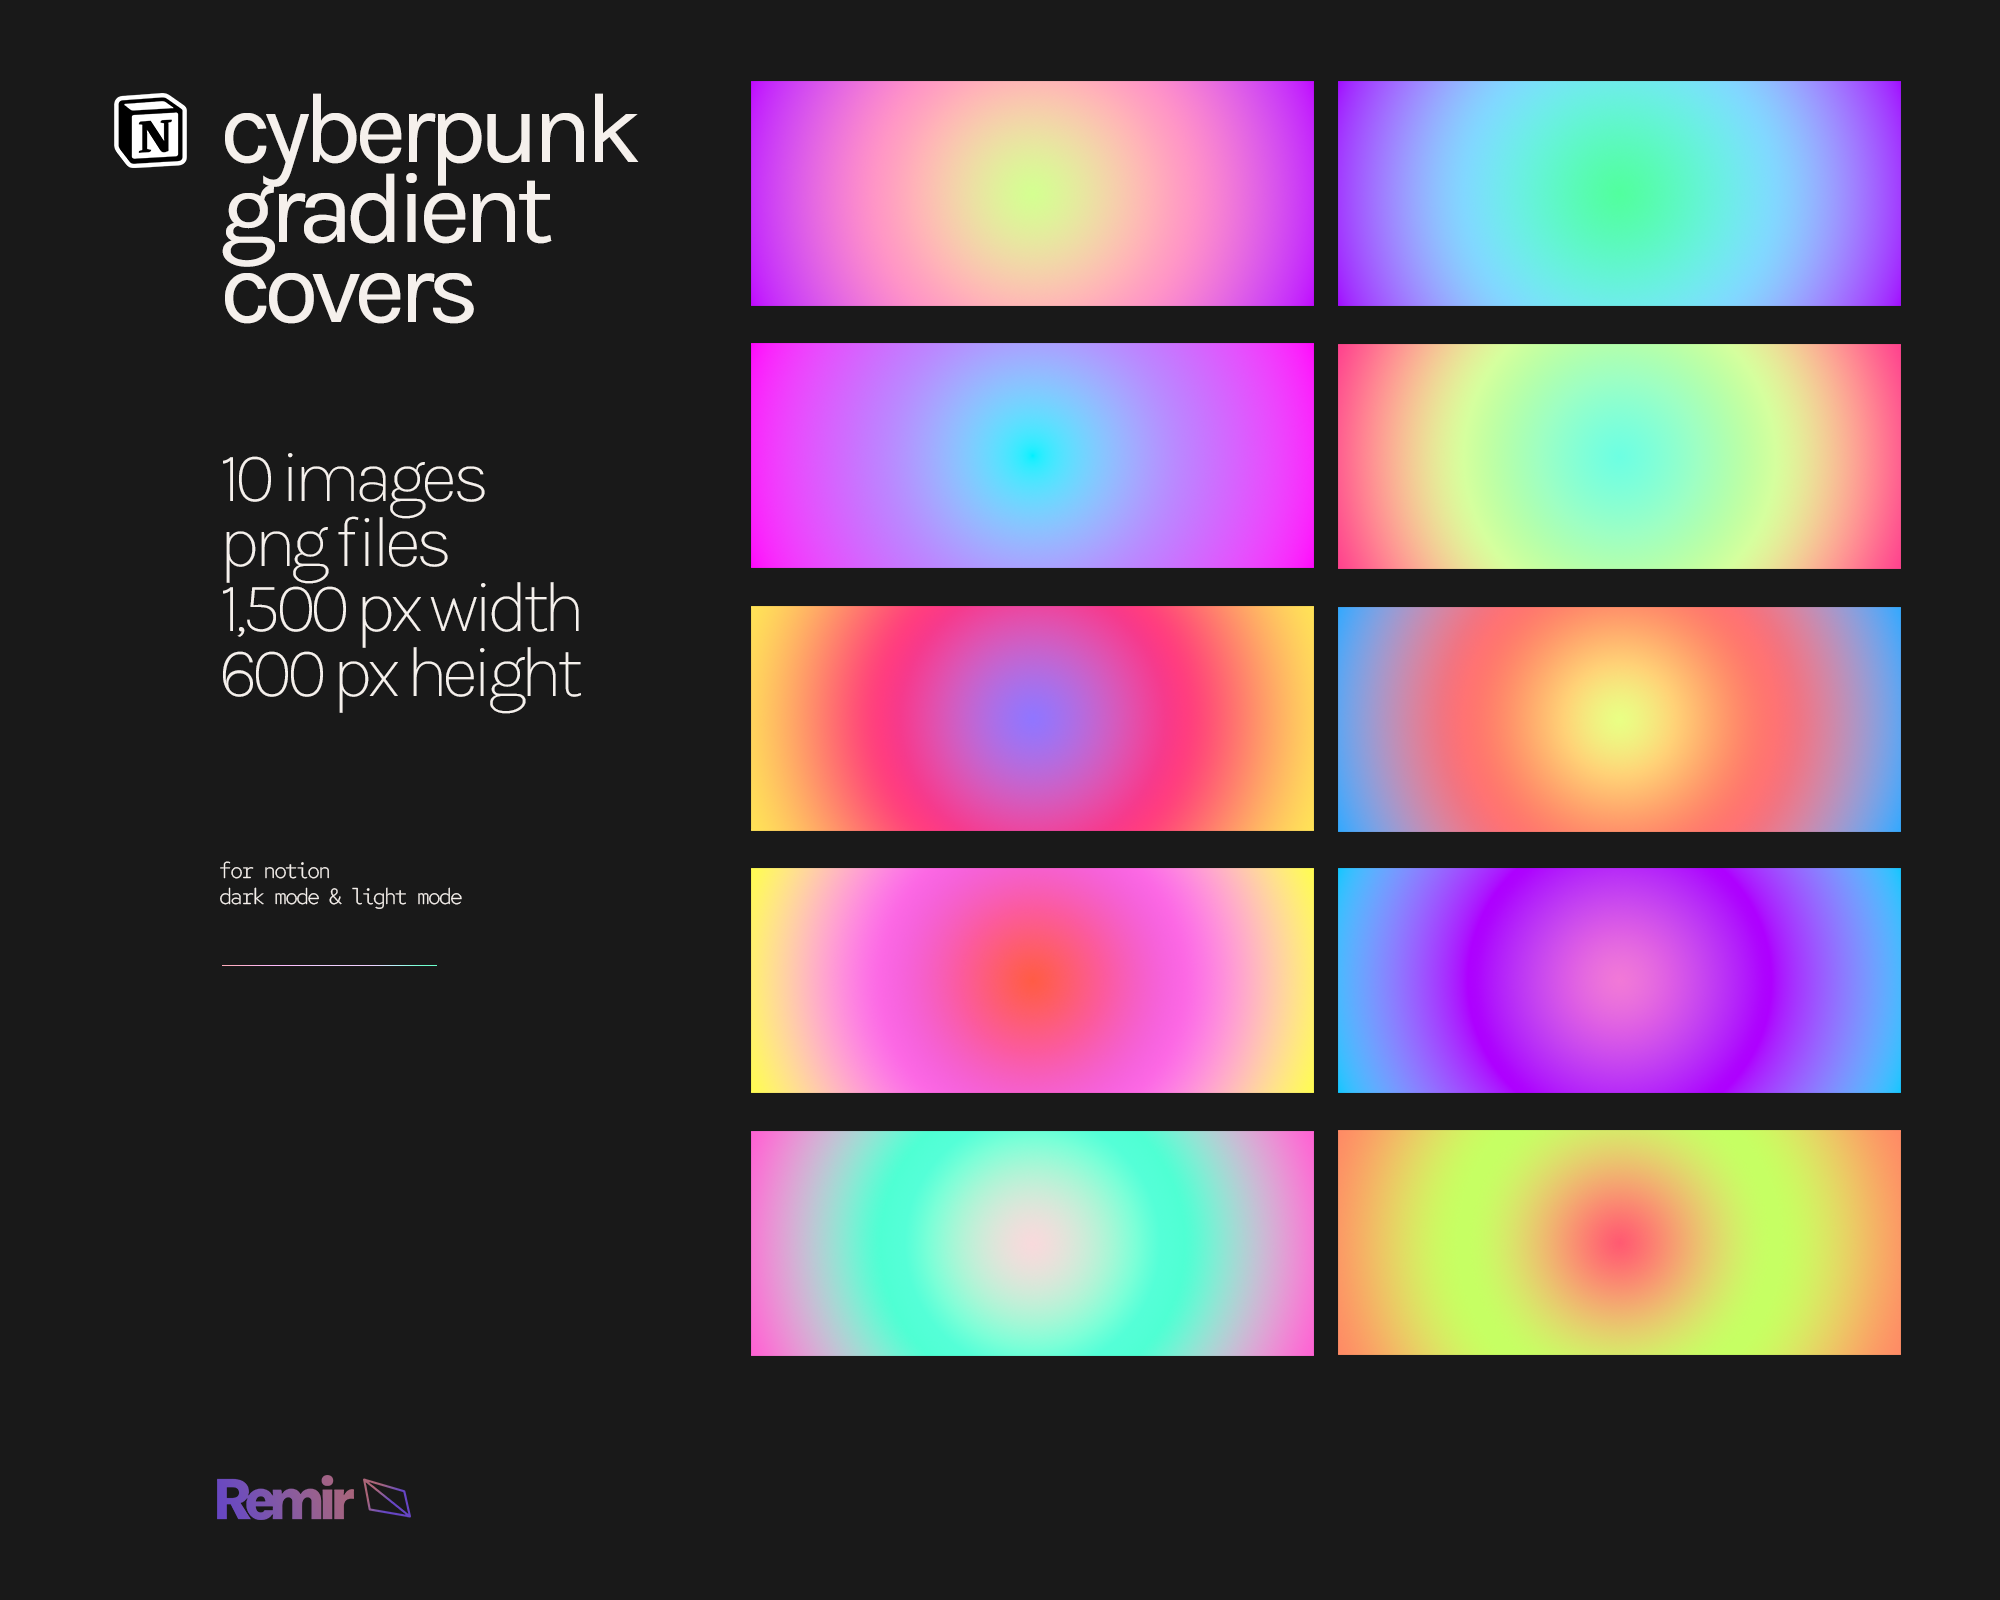 N
cyberpunk
gradient
covers
10 images
png files
1,500 px width
600 px height
for notion
dark mode & light mode
Remir